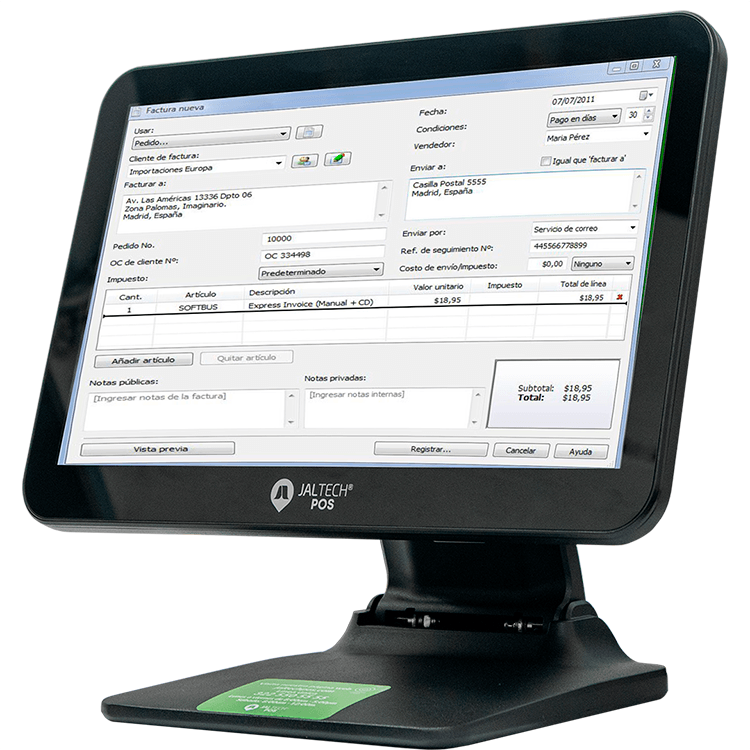 Factura nueva
Usar:
Pedido...
Cliente de factura:
Importaciones Europa
Facturar a:
Av. Las Américas 13336 Dpto 06
Zona Palomas, Imaginario.
Madrid, España
Fecha:
07/07/2011
Condiciones:
Pago en días
30
Vendedor:
Maria Pérez
Enviar a:
Igual que 'facturar a'
Casilla Postal 5555
Madrid, España
Pedido No.
10000
OC de cliente Nº:
OC 334498
Impuesto:
Predeterminado
Enviar por:
Servicio de correo
Ref. de seguimiento Nº:
445566778899
Costo de envío/impuesto:
$0,00
Ninguno
Cant. Artículo Descripción Valor unitario Impuesto Total de línea
1 SOFTBUS Express Invoice (Manual + CD) $18,95 $18,95
Añadir artículo
Quitar artículo
Notas públicas:
[Ingresar notas de la factura]
Notas privadas:
[Ingresar notas internas]
Subtotal: $18,95
Total: $18,95
Vista previa
Registrar...
Cancelar
Ayuda
JALTECH®
POS
JALTECH
POS